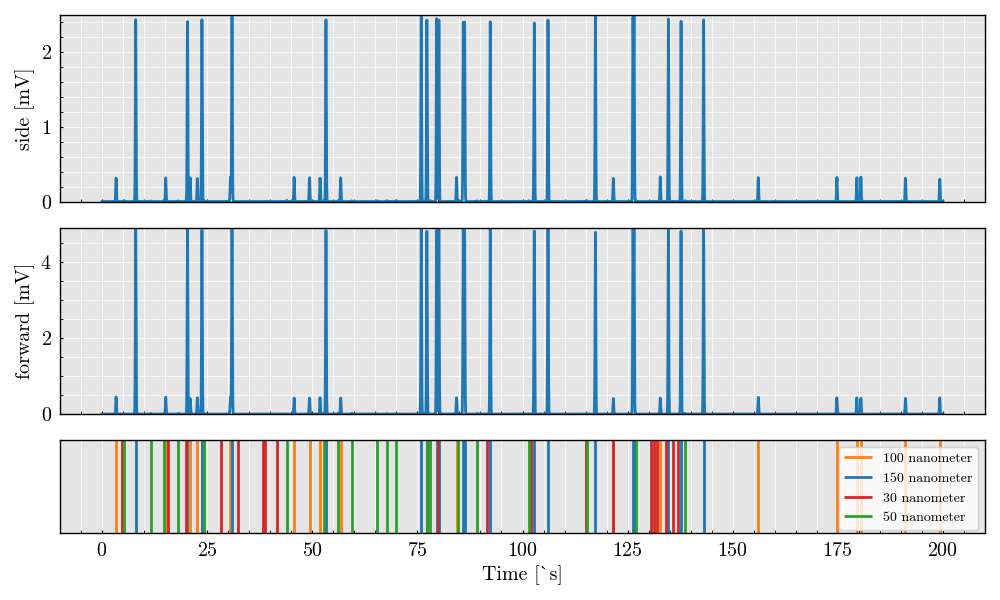 side [mV]
2
1
0
forward [mV]
4
2
0
100 nanometer
150 nanometer
30 nanometer
50 nanometer
0 25 50 75 100 125 150 175 200
Time [`s]